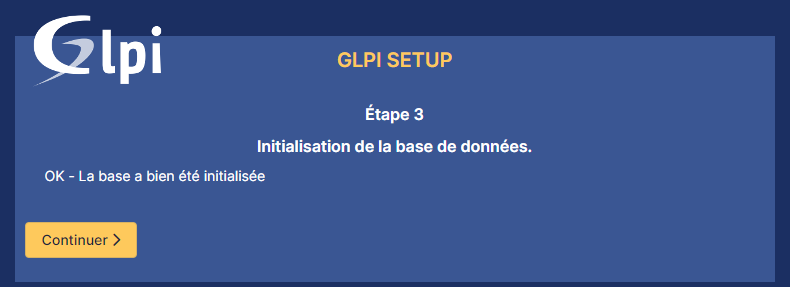 Glpi
GLPI SETUP
Étape 3
Initialisation de la base de données.
OK - La base a bien été initialisée
Continuer